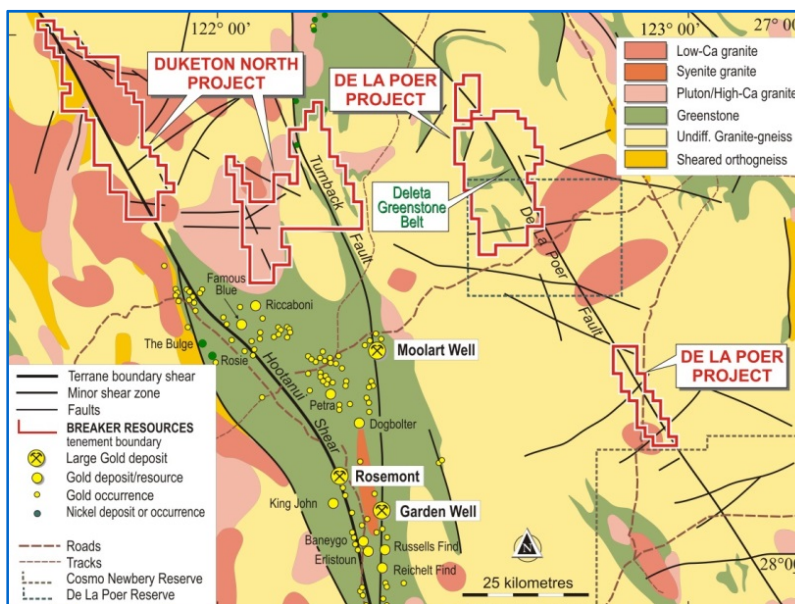 122° 00'
123° 00'
27° 00'
DUKETON NORTH
PROJECT
DE LA POER
PROJECT
Low-Ca granite
Syenite granite
Pluton/High-Ca granite
Greenstone
Undiff. Granite-gneiss
Sheared orthogneiss
Turnback
Fault
Deleta
Greenstone
Belt
De La Poer
Fault
Famous
Blue
Riccaboni
The Bulge
Rosie
Hootanui
Shear
Moolart Well
Petra
Dogbolter
DE LA POER
PROJECT
Rosemont
King John
Garden Well
Baneygo
Erlistoun
Russells Find
Reichelt Find
Terrane boundary shear
Minor shear zone
Faults
BREAKER RESOURCES
tenement boundary
Large Gold deposit
Gold deposit/resource
Gold occurrence
Nickel deposit or occurrence
Roads
Tracks
Cosmo Newbery Reserve
De La Poer Reserve
N
25 kilometres
28° 00'